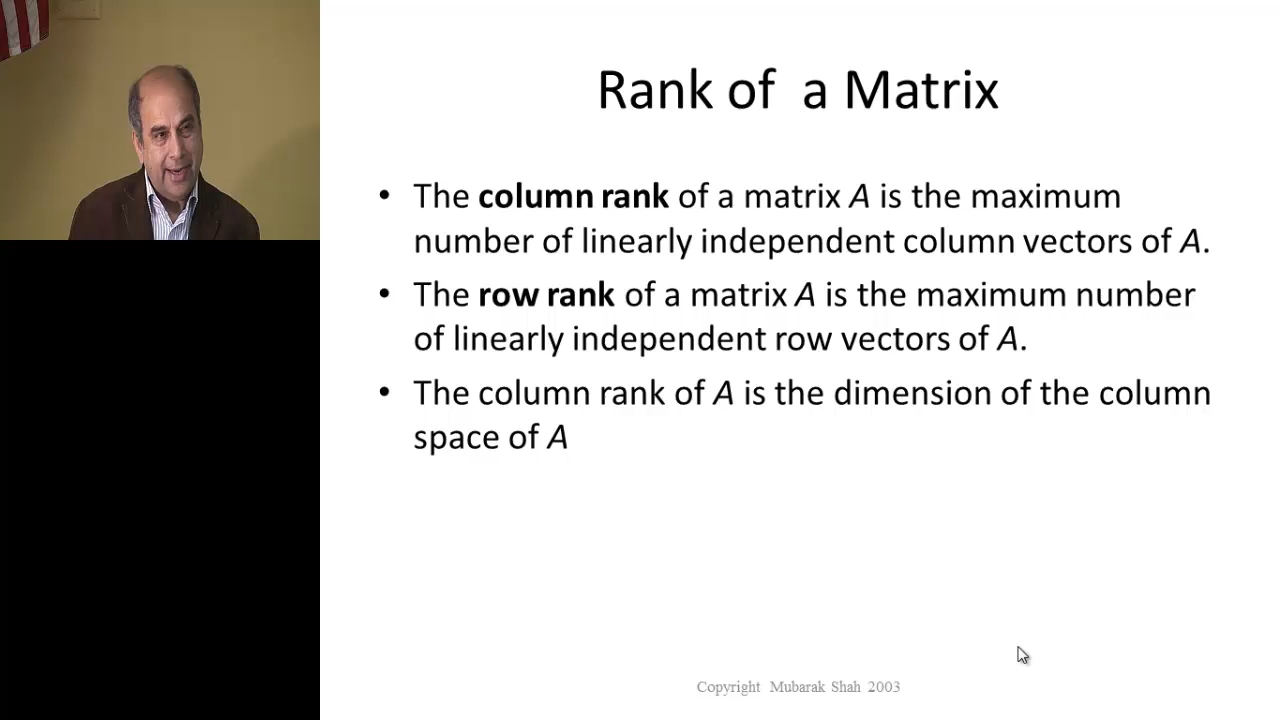 Rank of a Matrix
• The column rank of a matrix A is the maximum
number of linearly independent column vectors of A.
• The row rank of a matrix A is the maximum number
of linearly independent row vectors of A.
• The column rank of A is the dimension of the column
space of A
Copyright Mubarak Shah 2003